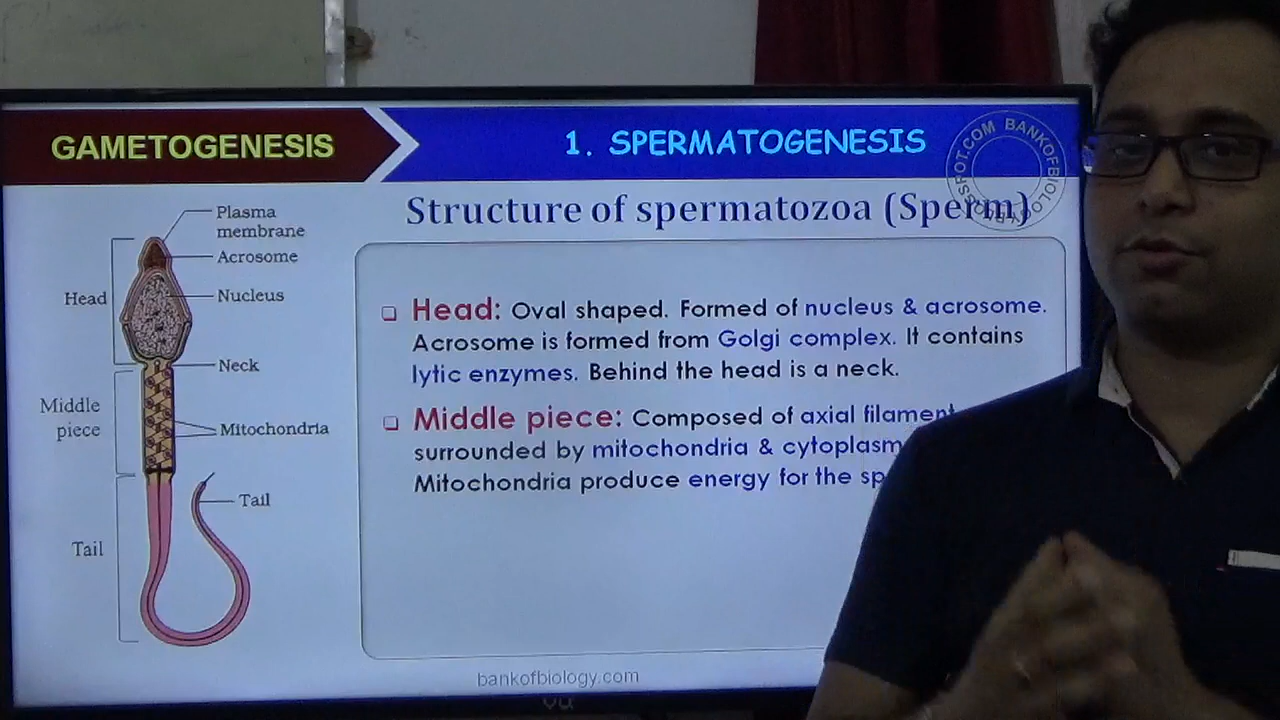 GAMETOGENESIS
1. SPERMATOGENESIS
BANKOFBIOLOGY
Structure of spermatozoa (Sperm)
Plasma
membrane
Acrosome
Head
Nucleus
Neck
Middle
piece
Mitochondria
Tail
Tail
❑ Head: Oval shaped. Formed of nucleus & acrosome.
Acrosome is formed from Golgi complex. It contains
lytic enzymes. Behind the head is a neck.
❑ Middle piece: Composed of axial filament
surrounded by mitochondria & cytoplasm
Mitochondria produce energy for the
bankofbiology.com